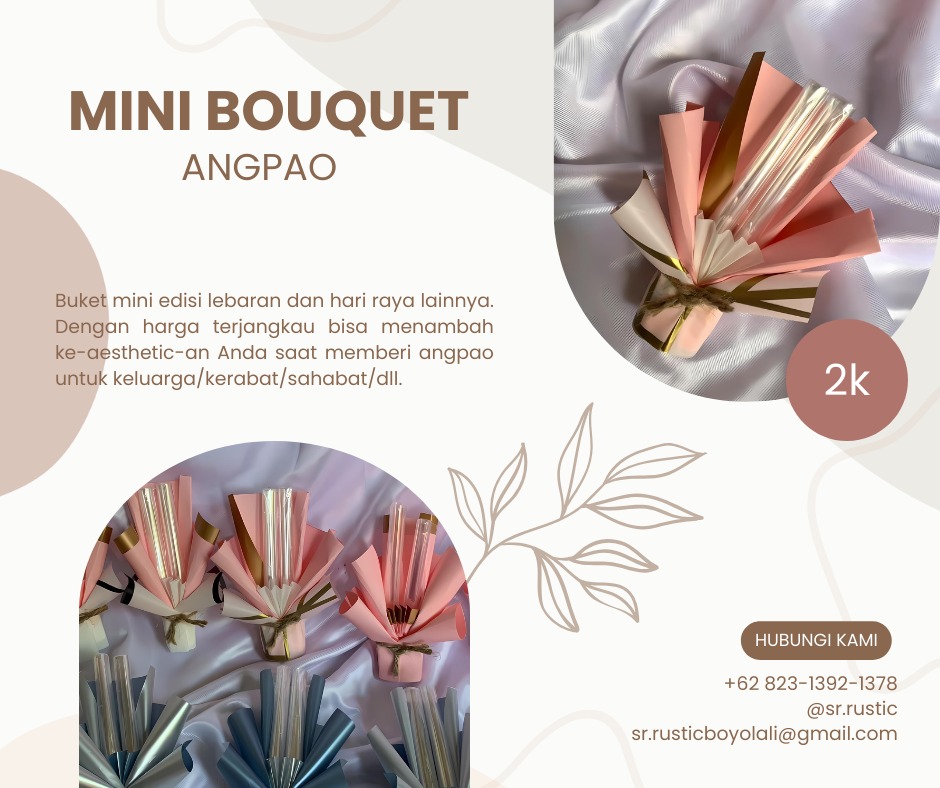 MINI BOUQUET
ANGPAO
Buket mini edisi lebaran dan hari raya lainnya.
Dengan harga terjangkau bisa menambah
ke-aesthetic-an Anda saat memberi angpao
untuk keluarga/kerabat/sahabat/dll.
2k
HUBUNGI KAMI
+62 823-1392-1378
@sr.rustic
sr.rusticboyolali@gmail.com